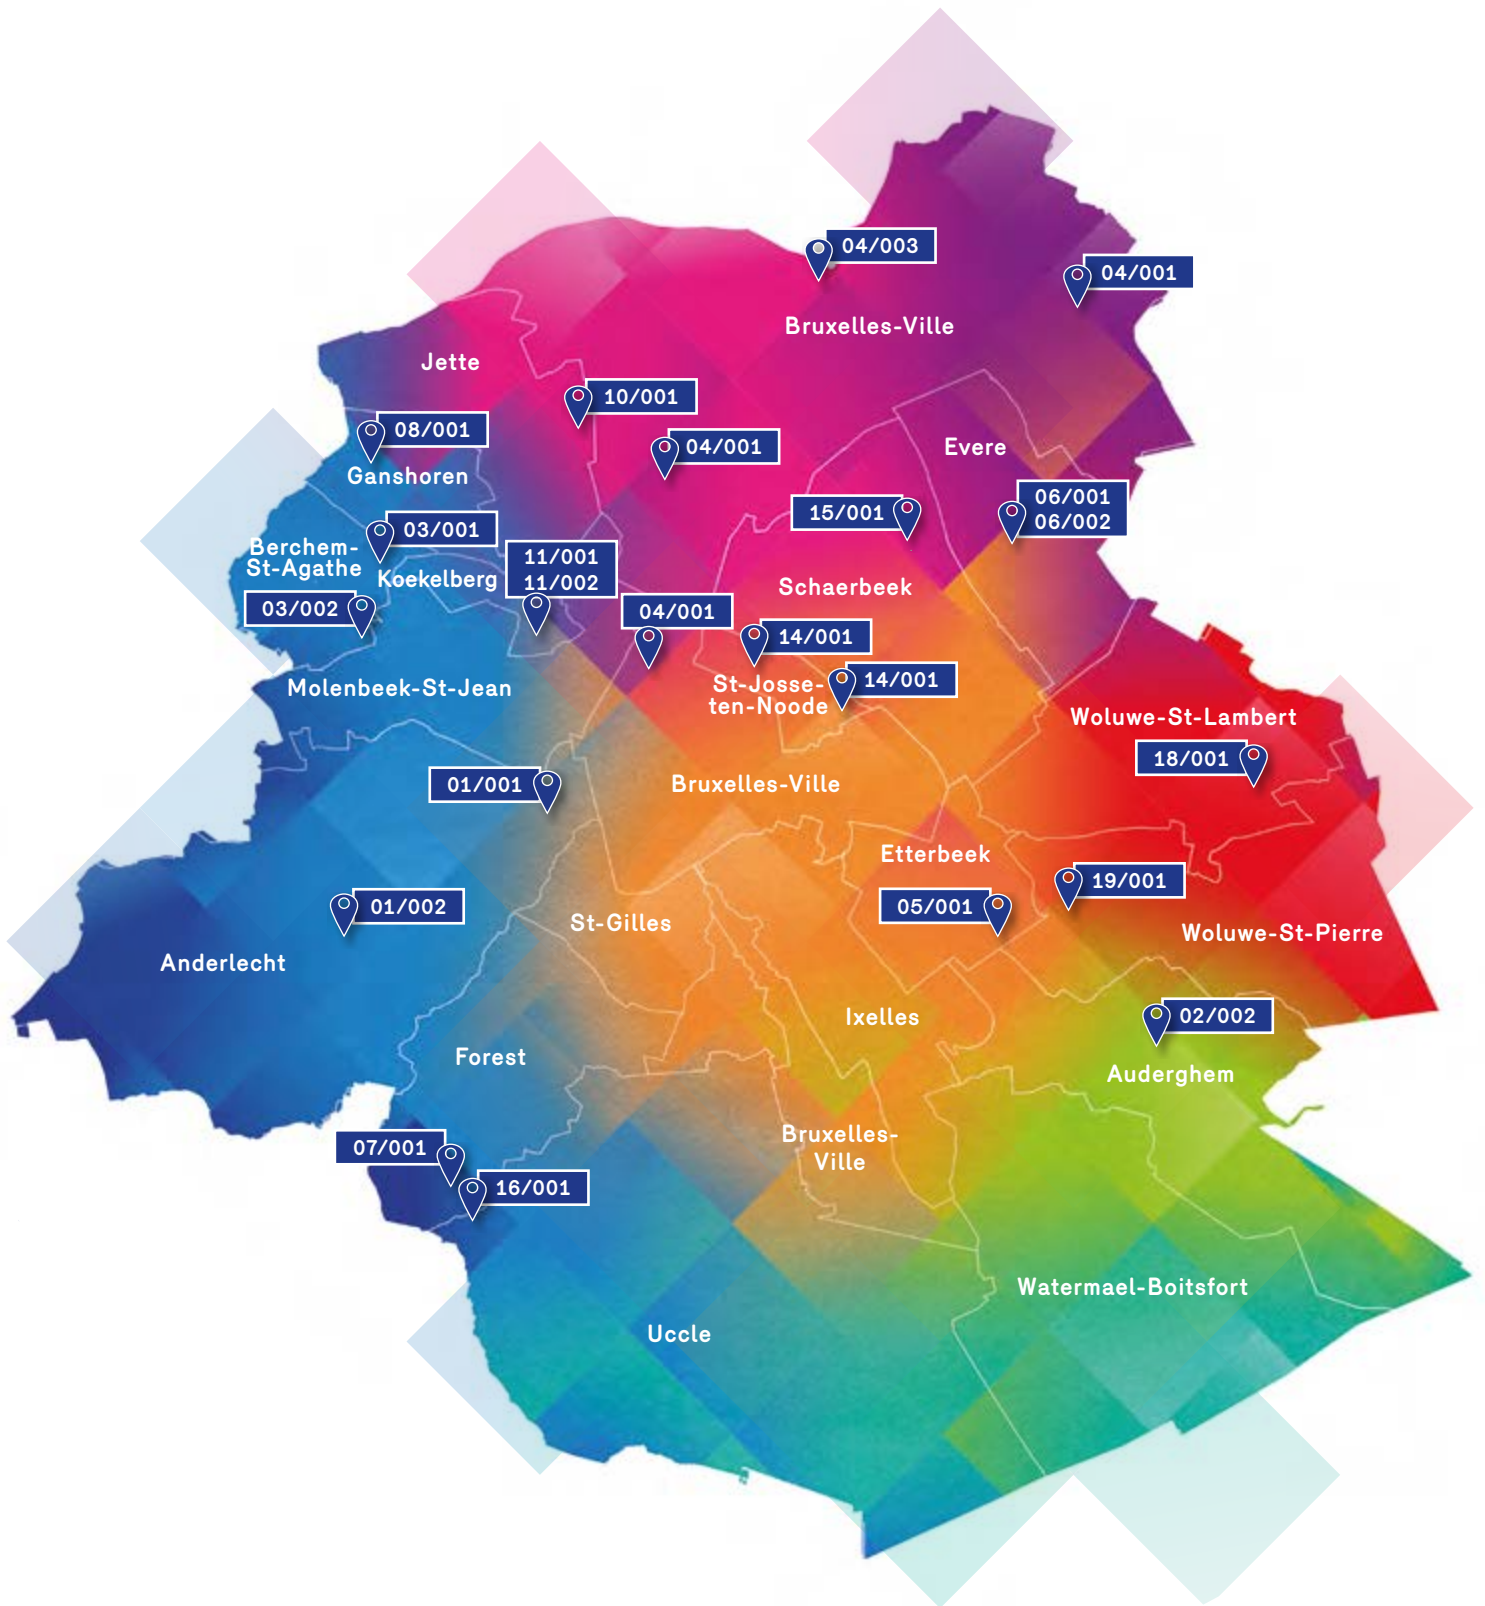 04/003
04/001
Bruxelles-Ville
Jette
10/001
08/001
04/001
Evere
Ganshoren
06/001
06/002
15/001
03/001
Berchem-
St-Agathe
11/001
11/002
Koekelberg
Schaerbeek
03/002
04/001
14/001
14/001
St-Josse-
ten-Noode
Molenbeek-St-Jean
Woluwe-St-Lambert
18/001
01/001
Bruxelles-Ville
Etterbeek
19/001
05/001
01/002
St-Gilles
Woluwe-St-Pierre
Anderlecht
Ixelles
02/002
Forest
Auderghem
Bruxelles-
Ville
07/001
16/001
Watermael-Boitsfort
Uccle